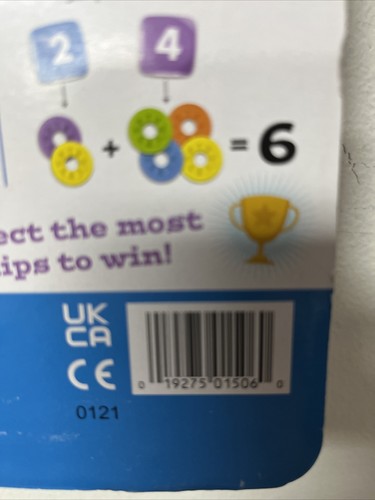 2 4
+ = 6
ect the most
ips to win!
UK
CA
CE
0 19275 01506 0
0121